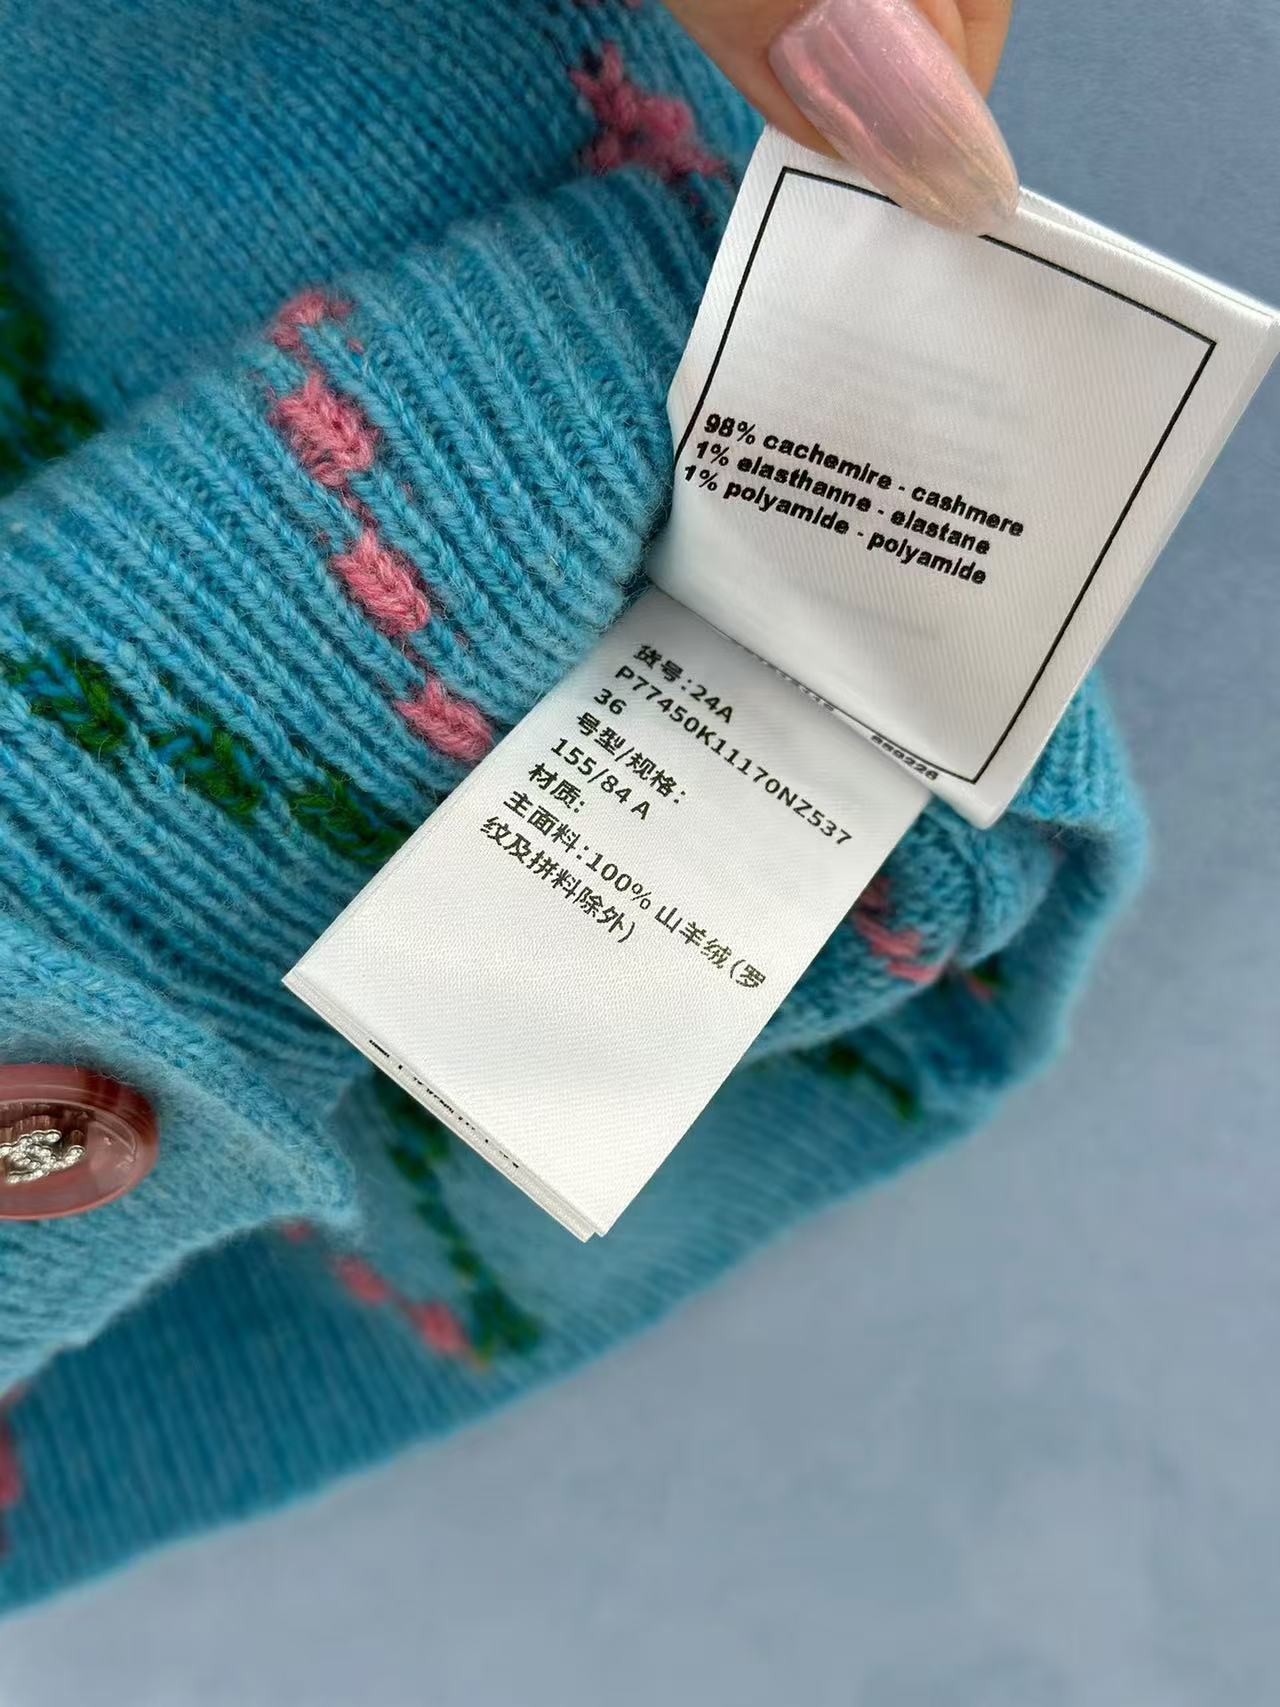 98% cachemire - cashmere
1% elasthanne - elastane
1% polyamide - polyamide
货号:24A
P77450K11170NZ537
36
号型/规格:
155/84 A
材质:
主面料:100% 山羊绒(罗
纹及拼料除外)